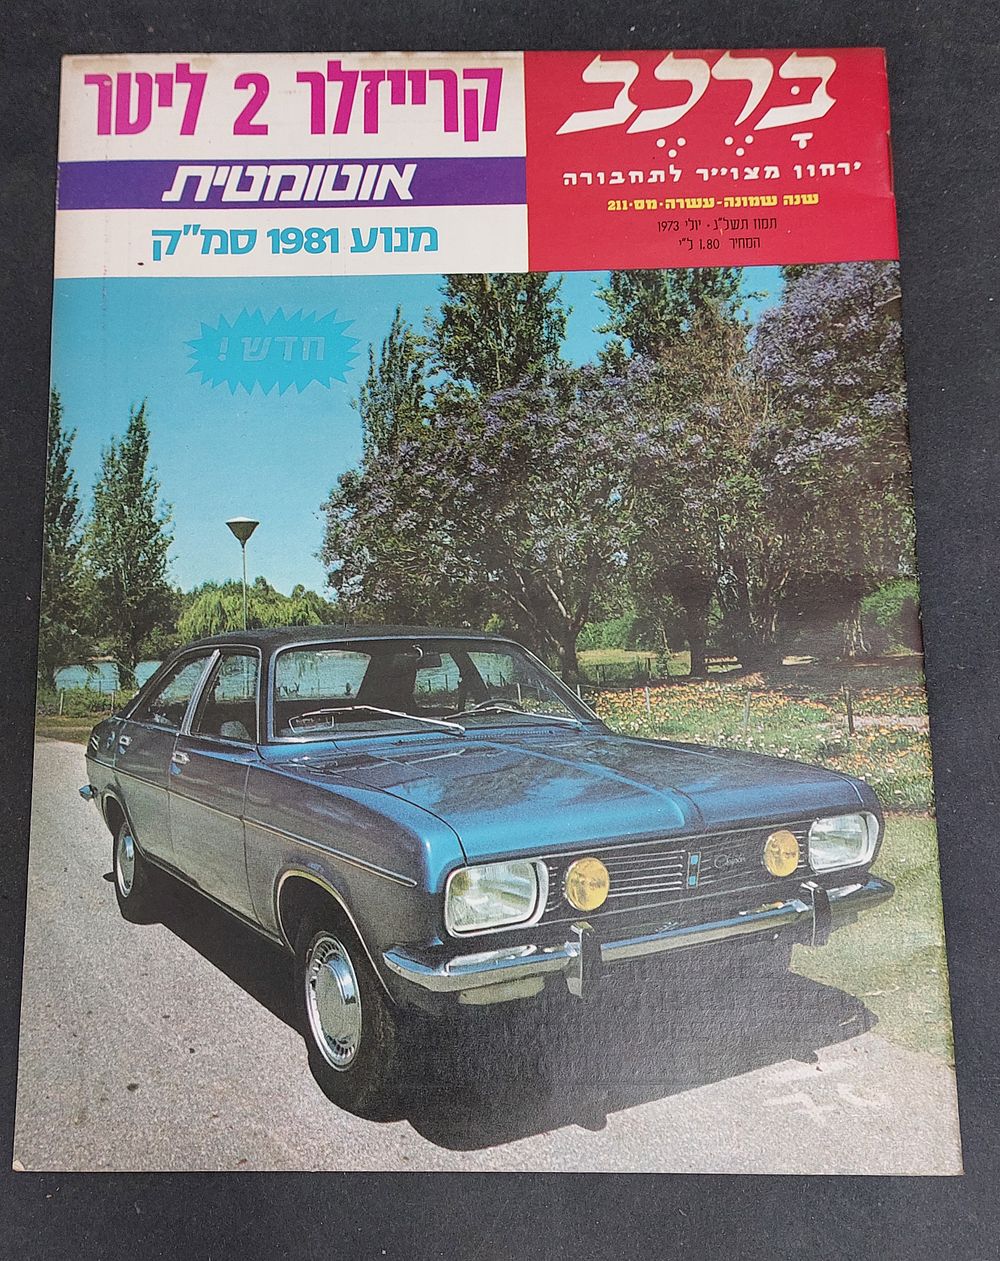 בָּרֶכֶב
ירחון מצוייר לתחבורה
שנה שמונה-עשרה·מס·211
תמוז תשל"ג · יולי 1973
המחיר 1.80 ל"י
קרייזלר 2 ליטר
אוטומטית
מנוע 1981 סמ"ק
חדש!